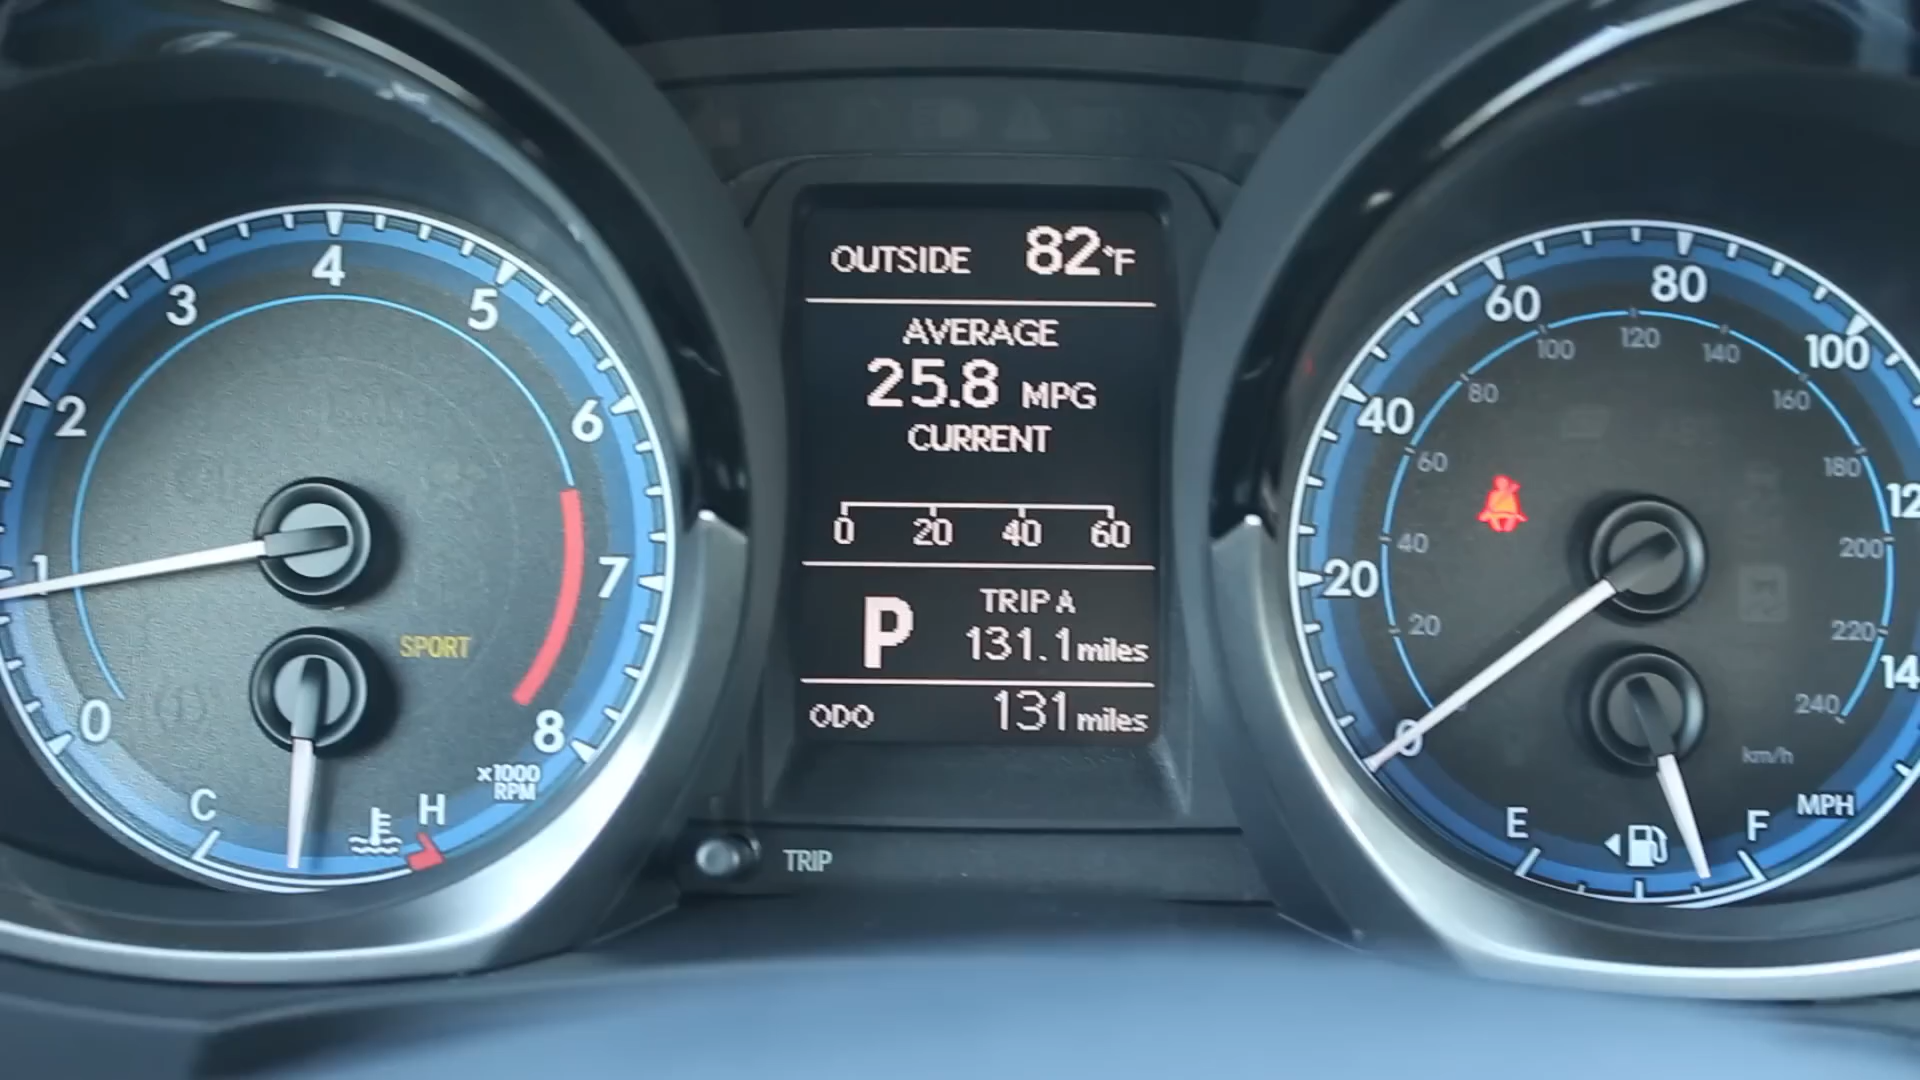 0
1
2
3
4
5
6
7
8
x1000
RPM
SPORT
C
H
OUTSIDE 82°F
AVERAGE
25.8 MPG
CURRENT
0 20 40 60
P
TRIP A
131.1 miles
ODO 131 miles
TRIP
0
20
40
60
80
100
20
40
60
80
100
120
140
160
180
200
220
240
km/h
MPH
E
F